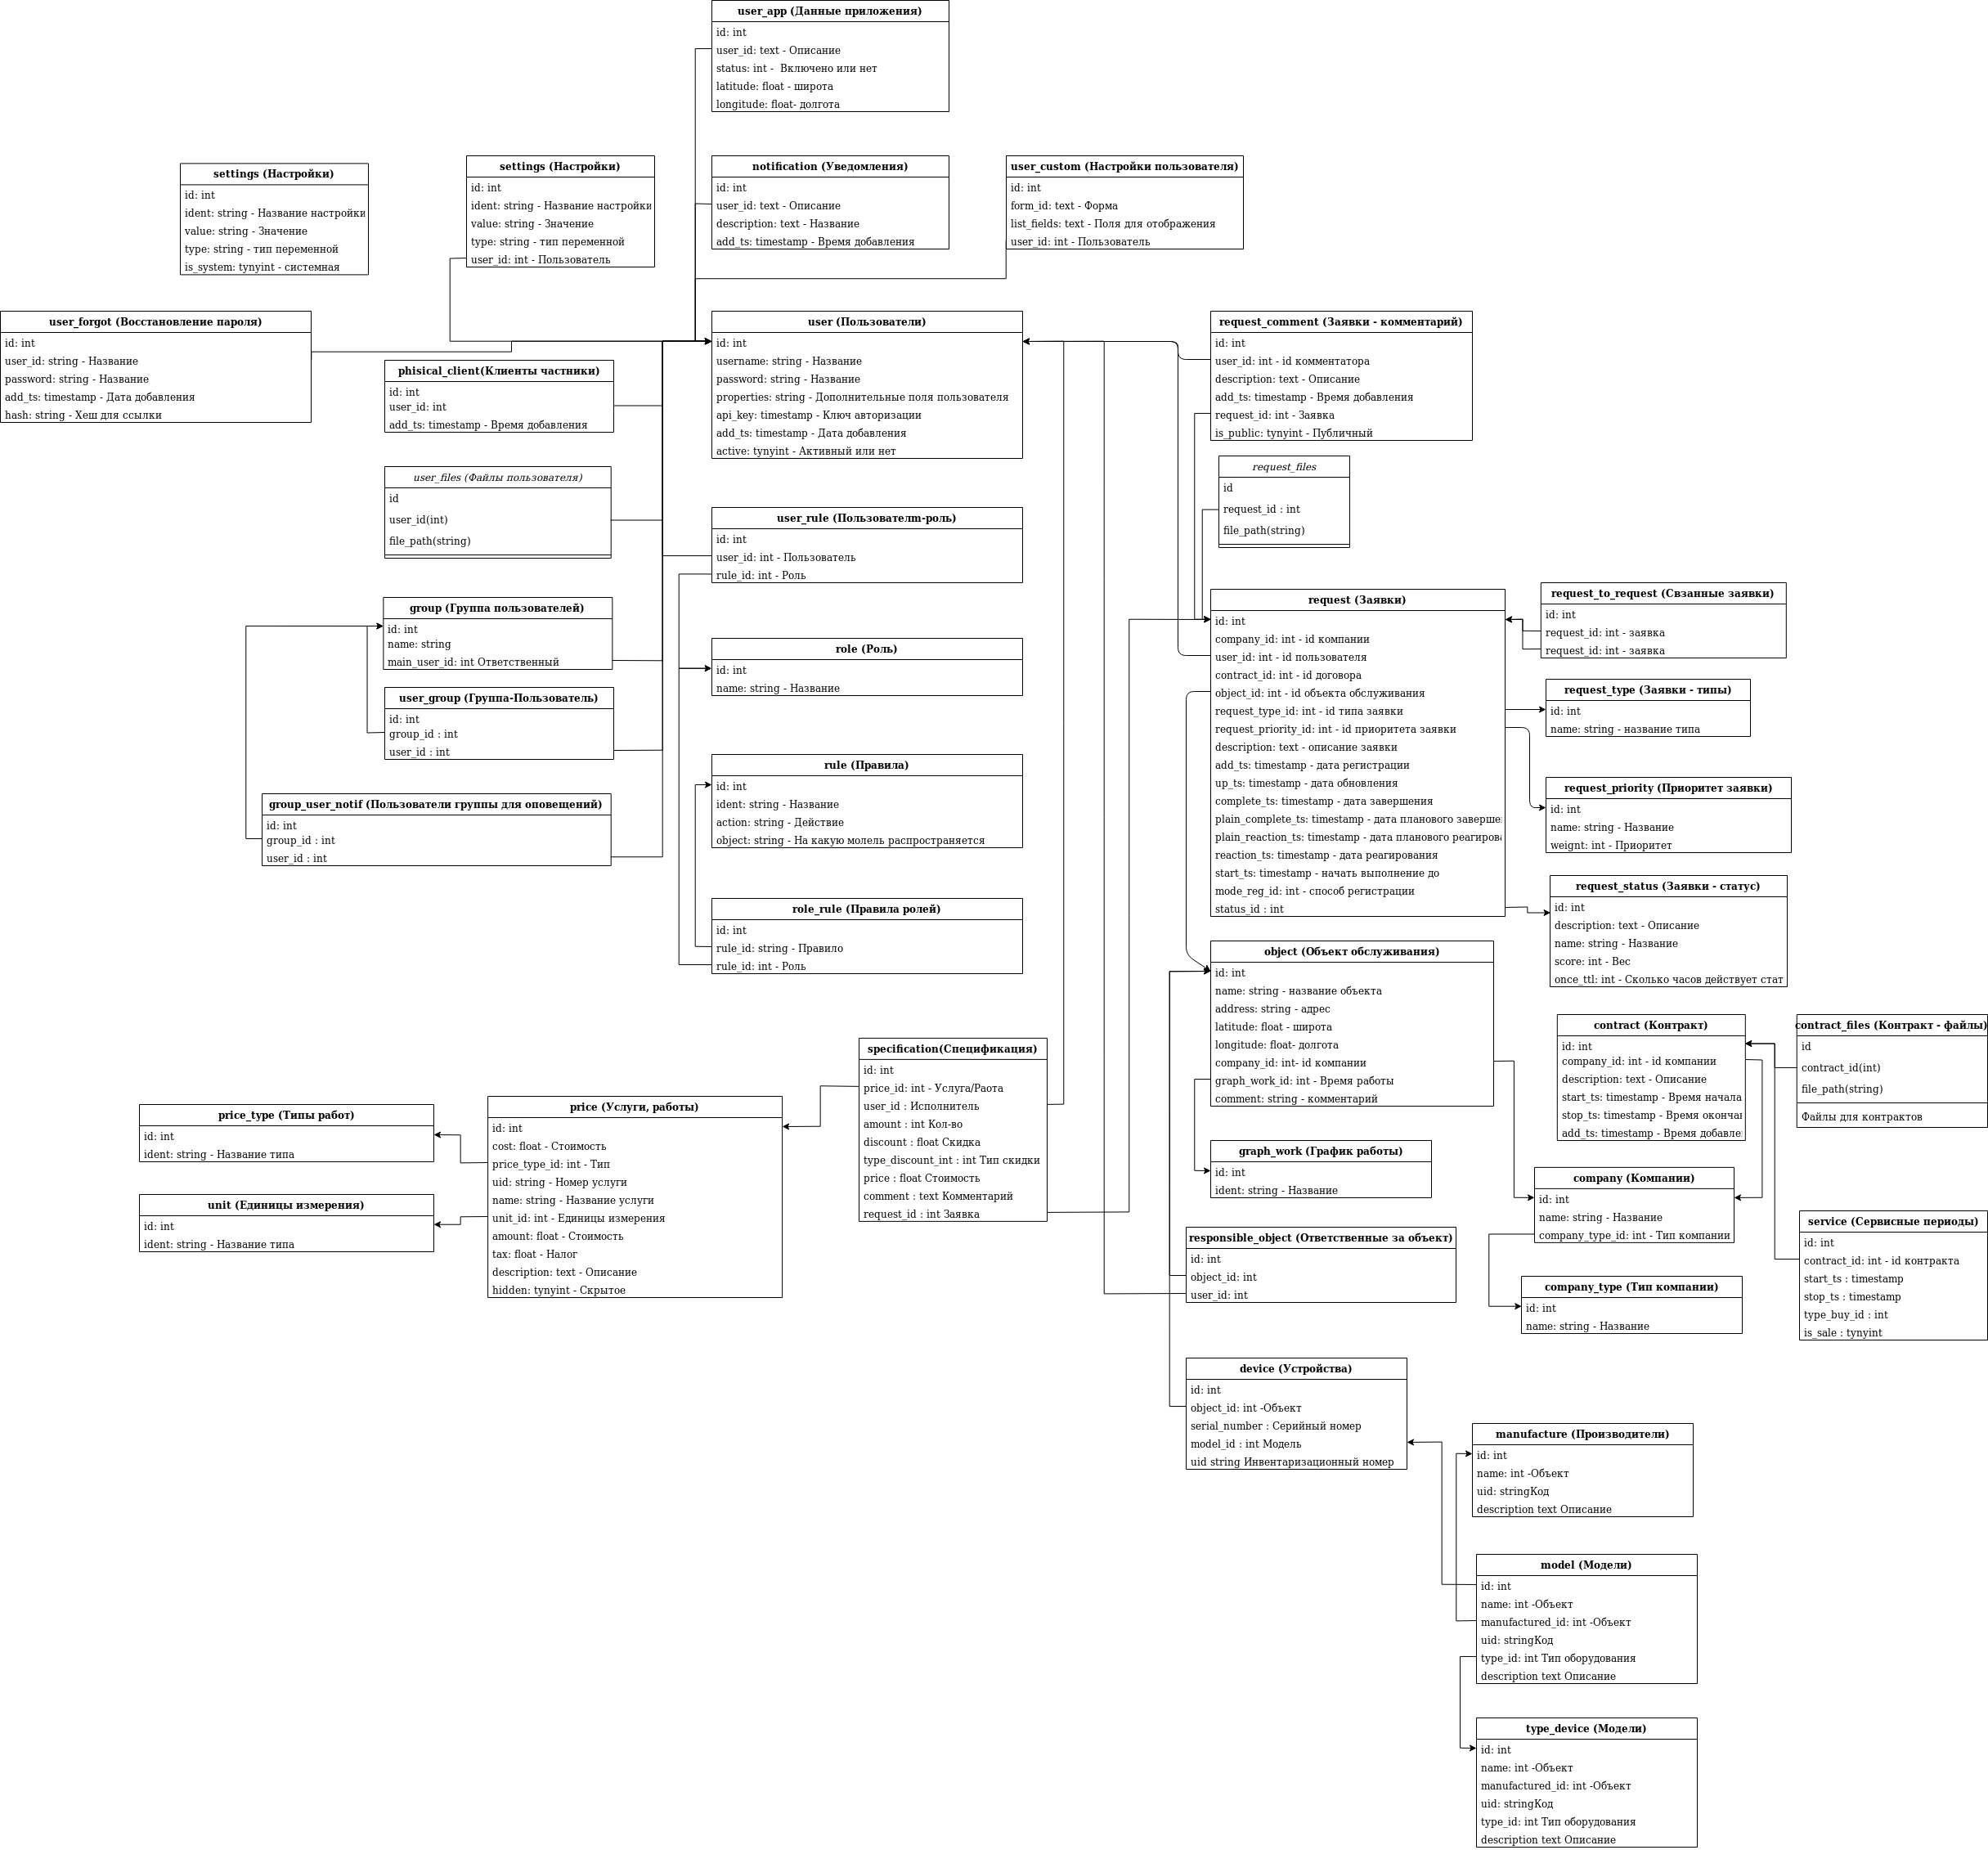 user_app (Данные приложения)
id: int
user_id: text - Описание
status: int -  Включено или нет
latitude: float - широта
longitude: float- долгота
settings (Настройки)
id: int
ident: string - Название настройки
value: string - Значение
type: string - тип переменной
is_system: tynyint - системная
settings (Настройки)
id: int
ident: string - Название настройки
value: string - Значение
type: string - тип переменной
user_id: int - Пользователь
notification (Уведомления)
id: int
user_id: text - Описание
description: text - Название
add_ts: timestamp - Время добавления
user_custom (Настройки пользователя)
id: int
form_id: text - Форма
list_fields: text - Поля для отображения
user_id: int - Пользователь
user_forgot (Восстановление пароля)
id: int
user_id: string - Название
password: string - Название
add_ts: timestamp - Дата добавления
hash: string - Хеш для ссылки
phisical_client(Клиенты частники)
id: int
user_id: int
add_ts: timestamp - Время добавления
user_files (Файлы пользователя)
id
user_id(int)
file_path(string)
group (Группа пользователей)
id: int
name: string
main_user_id: int Ответственный
user_group (Группа-Пользователь)
id: int
group_id : int
user_id : int
group_user_notif (Пользователи группы для оповещений)
id: int
group_id : int
user_id : int
user (Пользователи)
id: int
username: string - Название
password: string - Название
properties: string - Дополнительные поля пользователя
api_key: timestamp - Ключ авторизации
add_ts: timestamp - Дата добавления
active: tynyint - Активный или нет
user_rule (Пользователm-роль)
id: int
user_id: int - Пользователь
rule_id: int - Роль
role (Роль)
id: int
name: string - Название
rule (Правила)
id: int
ident: string - Название
action: string - Действие
object: string - На какую молель распространяется
role_rule (Правила ролей)
id: int
rule_id: string - Правило
rule_id: int - Роль
request_comment (Заявки - комментарий)
id: int
user_id: int - id комментатора
description: text - Описание
add_ts: timestamp - Время добавления
request_id: int - Заявка
is_public: tynyint - Публичный
request_files
id
request_id : int
file_path(string)
request (Заявки)
id: int
company_id: int - id компании
user_id: int - id пользователя
contract_id: int - id договора
object_id: int - id объекта обслуживания
request_type_id: int - id типа заявки
request_priority_id: int - id приоритета заявки
description: text - описание заявки
add_ts: timestamp - дата регистрации
up_ts: timestamp - дата обновления
complete_ts: timestamp - дата завершения
plain_complete_ts: timestamp - дата планового заверше
plain_reaction_ts: timestamp - дата планового реагирова
reaction_ts: timestamp - дата реагирования
start_ts: timestamp - начать выполнение до
mode_reg_id: int - способ регистрации
status_id : int
request_to_request (Свзанные заявки)
id: int
request_id: int - заявка
request_id: int - заявка
request_type (Заявки - типы)
id: int
name: string - название типа
request_priority (Приоритет заявки)
id: int
name: string - Название
weignt: int - Приоритет
request_status (Заявки - статус)
id: int
description: text - Описание
name: string - Название
score: int - Вес
once_ttl: int - Сколько часов действует стат
object (Объект обслуживания)
id: int
name: string - название объекта
address: string - адрес
latitude: float - широта
longitude: float- долгота
company_id: int- id компании
graph_work_id: int - Время работы
comment: string - комментарий
contract (Контракт)
id: int
company_id: int - id компании
description: text - Описание
start_ts: timestamp - Время начала
stop_ts: timestamp - Время окончан
add_ts: timestamp - Время добавле
contract_files (Контракт - файлы)
id
contract_id(int)
file_path(string)
Файлы для контрактов
specification(Спецификация)
id: int
price_id: int - Услуга/Раота
user_id : Исполнитель
amount : int Кол-во
discount : float Скидка
type_discount_int : int Тип скидки
price : float Стоимость
comment : text Комментарий
request_id : int Заявка
price_type (Типы работ)
id: int
ident: string - Название типа
unit (Единицы измерения)
id: int
ident: string - Название типа
price (Услуги, работы)
id: int
cost: float - Стоимость
price_type_id: int - Тип
uid: string - Номер услуги
name: string - Название услуги
unit_id: int - Единицы измерения
amount: float - Стоимость
tax: float - Налог
description: text - Описание
hidden: tynyint - Скрытое
graph_work (График работы)
id: int
ident: string - Название
company (Компании)
id: int
name: string - Название
company_type_id: int - Тип компании
service (Сервисные периоды)
id: int
contract_id: int - id контракта
start_ts : timestamp
stop_ts : timestamp
type_buy_id : int
is_sale : tynyint
responsible_object (Ответственные за объект)
id: int
object_id: int
user_id: int
company_type (Тип компании)
id: int
name: string - Название
device (Устройства)
id: int
object_id: int -Объект
serial_number : Серийный номер
model_id : int Модель
uid string Инвентаризационный номер
manufacture (Производители)
id: int
name: int -Объект
uid: stringКод
description text Описание
model (Модели)
id: int
name: int -Объект
manufactured_id: int -Объект
uid: stringКод
type_id: int Тип оборудования
description text Описание
type_device (Модели)
id: int
name: int -Объект
manufactured_id: int -Объект
uid: stringКод
type_id: int Тип оборудования
description text Описание